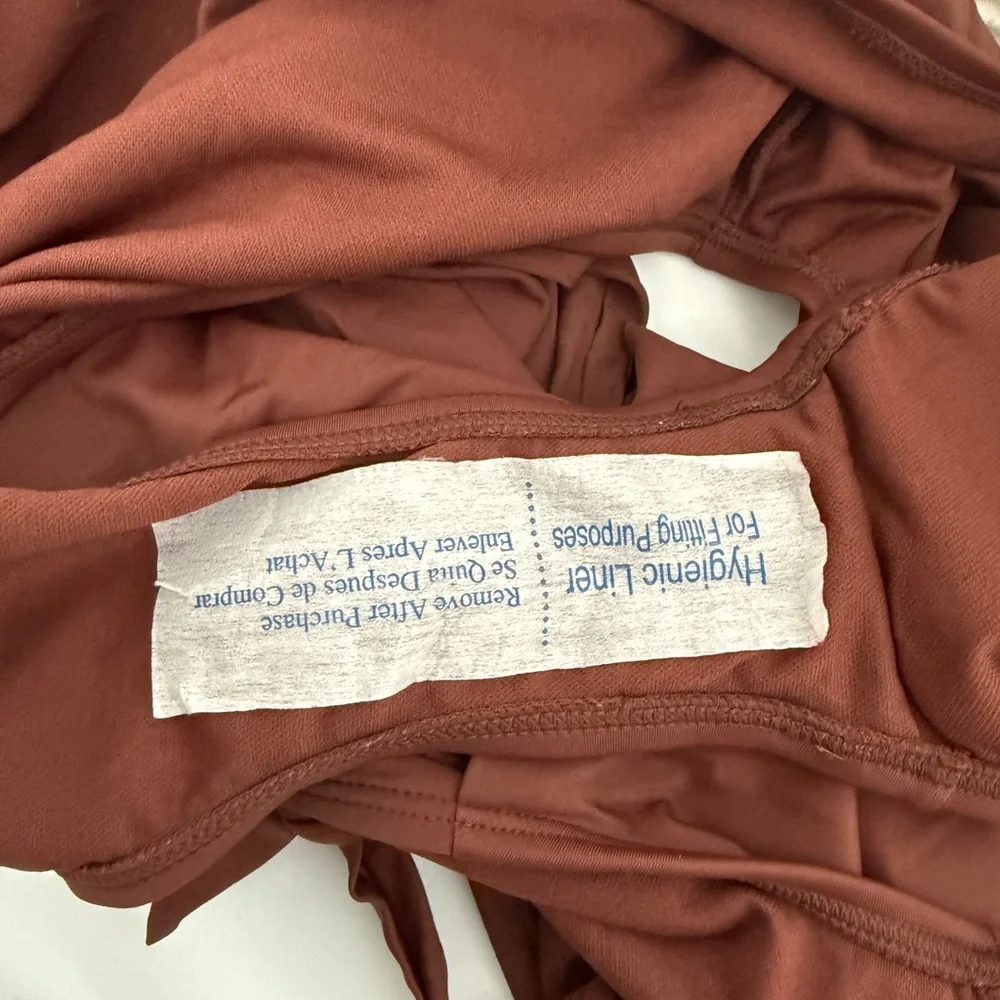 Hygienic Liner
For Fitting Purposes
Remove After Purchase
Se Quita Despues de Comprar
Enlever Apres L'Achat